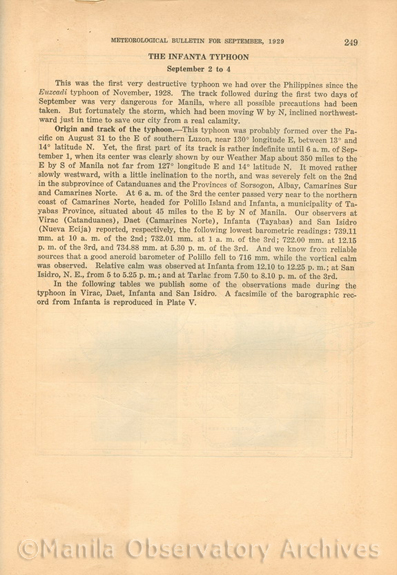 METEOROLOGICAL BULLETIN FOR SEPTEMBER, 1929 249
THE INFANTA TYPHOON
September 2 to 4
This was the first very destructive typhoon we had over the Philippines since the
Euzcadi typhoon of November, 1928. The track followed during the first two days of
September was very dangerous for Manila, where all possible precautions had been
taken. But fortunately the storm, which had been moving W by N, inclined northwest-
ward just in time to save our city from a real calamity.
Origin and track of the typhoon.—This typhoon was probably formed over the Pa-
cific on August 31 to the E of southern Luzon, near 130° longitude E, between 13° and
14° latitude N. Yet, the first part of its track is rather indefinite until 6 a. m. of Sep-
tember 1, when its center was clearly shown by our Weather Map about 350 miles to the
E by S of Manila not far from 127° longitude E and 14° latitude N. It moved rather
slowly westward, with a little inclination to the north, and was severely felt on the 2nd
in the subprovince of Catanduanes and the Provinces of Sorsogon, Albay, Camarines Sur
and Camarines Norte. At 6 a. m. of the 3rd the center passed very near to the northern
coast of Camarines Norte, headed for Polillo Island and Infanta, a municipality of Ta-
yabas Province, situated about 45 miles to the E by N of Manila. Our observers at
Virac (Catanduanes), Daet (Camarines Norte), Infanta (Tayabas) and San Isidro
(Nueva Ecija) reported, respectively, the following lowest barometric readings: 739.11
mm. at 10 a. m. of the 2nd; 732.01 mm. at 1 a. m. of the 3rd; 722.00 mm. at 12.15
p. m. of the 3rd, and 734.88 mm. at 5.30 p. m. of the 3rd. And we know from reliable
sources that a good aneroid barometer of Polillo fell to 716 mm. while the vortical calm
was observed. Relative calm was observed at Infanta from 12.10 to 12.25 p. m.; at San
Isidro, N. E., from 5 to 5.25 p. m.; and at Tarlac from 7.50 to 8.10 p. m. of the 3rd.
In the following tables we publish some of the observations made during the
typhoon in Virac, Daet, Infanta and San Isidro. A facsimile of the barographic rec-
ord from Infanta is reproduced in Plate V.
©Manila Observatory Archives